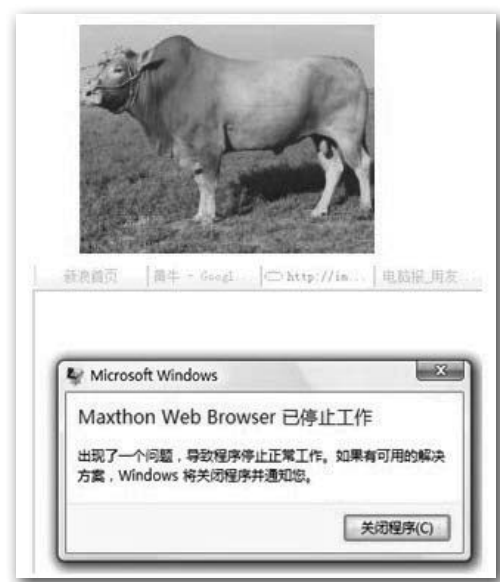 新浪首页 黄牛 - Googl... http://im... 电脑报_用友...
Microsoft Windows
Maxthon Web Browser 已停止工作
出现了一个问题，导致程序停止正常工作。如果有可用的解决
方案，Windows 将关闭程序并通知您。
关闭程序(C)